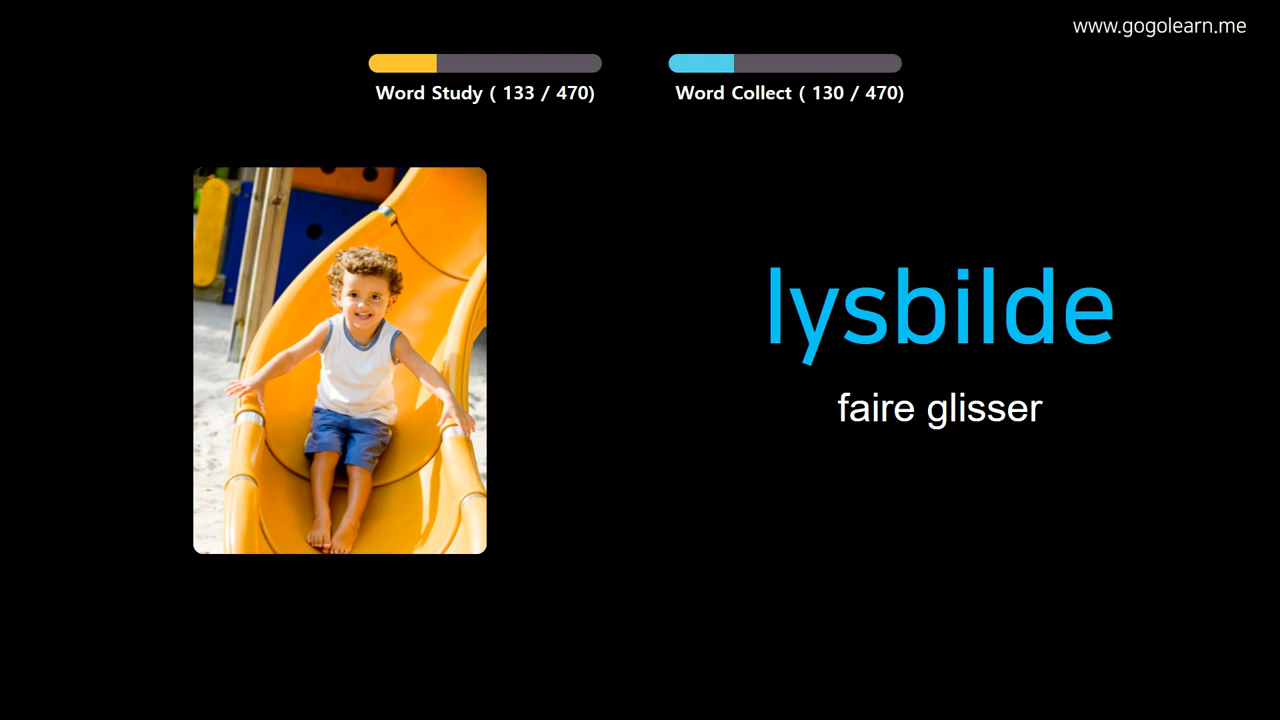 www.gogolearn.me
Word Study ( 133 / 470)
Word Collect ( 130 / 470)
lysbilde
faire glisser